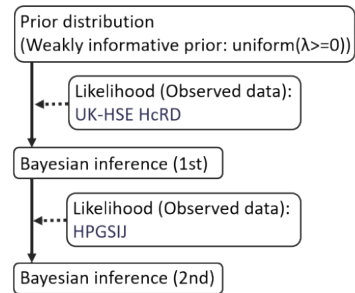 Prior distribution
(Weakly informative prior: uniform(λ>=0))
Likelihood (Observed data):
UK-HSE HcRD
Bayesian inference (1st)
Likelihood (Observed data):
HPGSIJ
Bayesian inference (2nd)